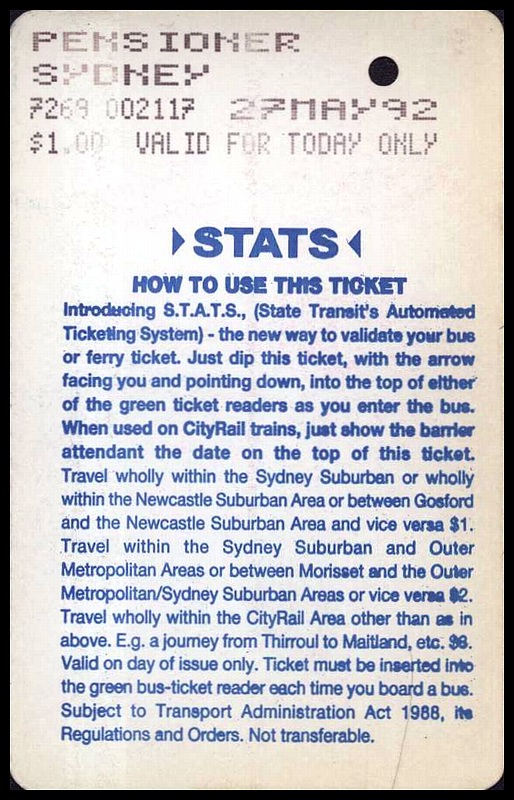 PENSIONER
SYDNEY
7269 002117 27MAY92
$1.00 VALID FOR TODAY ONLY
STATS
HOW TO USE THIS TICKET
Introducing S.T.A.T.S., (State Transit's Automated
Ticketing System) - the new way to validate your bus
or ferry ticket. Just dip this ticket, with the arrow
facing you and pointing down, into the top of either
of the green ticket readers as you enter the bus.
When used on CityRail trains, just show the barrier
attendant the date on the top of this ticket.
Travel wholly within the Sydney Suburban or wholly
within the Newcastle Suburban Area or between Gosford
and the Newcastle Suburban Area and vice versa $1.
Travel within the Sydney Suburban and Outer
Metropolitan Areas or between Morisset and the Outer
Metropolitan/Sydney Suburban Areas or vice versa $2.
Travel wholly within the CityRail Area other than as in
above. E.g. a journey from Thirroul to Maitland, etc. $6.
Valid on day of issue only. Ticket must be inserted into
the green bus-ticket reader each time you board a bus.
Subject to Transport Administration Act 1988, its
Regulations and Orders. Not transferable.